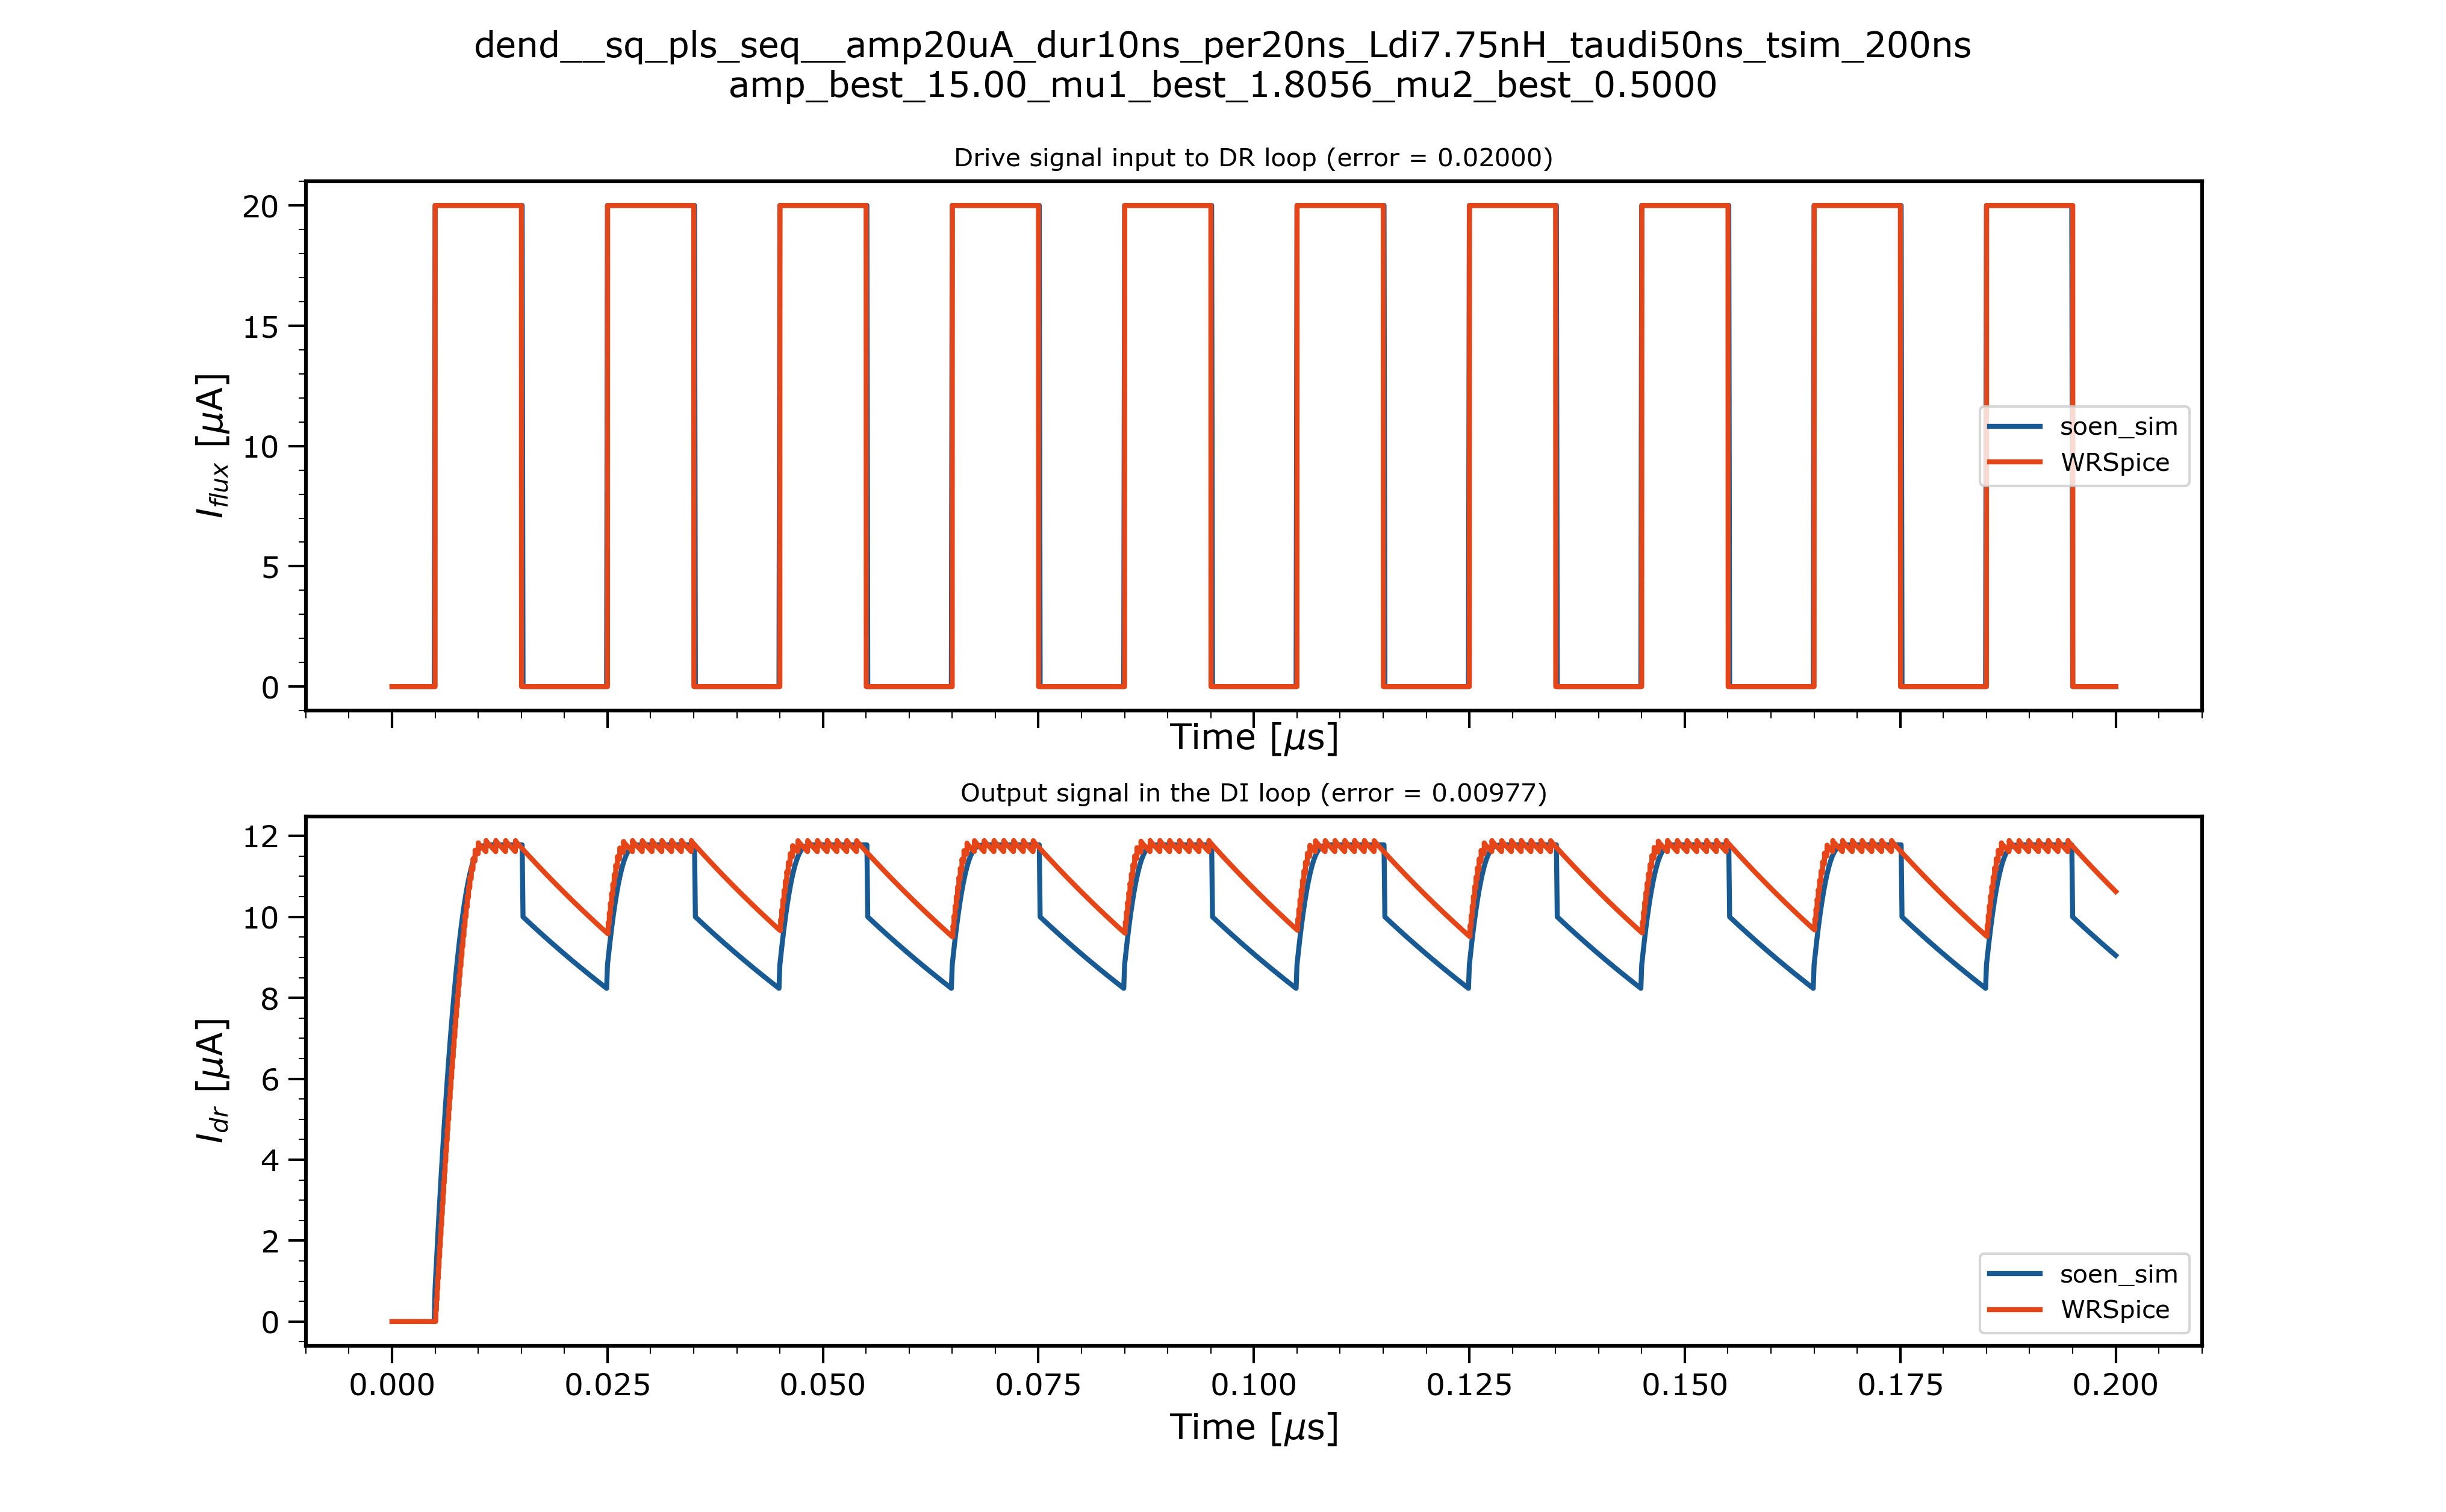 dend__sq_pls_seq__amp20uA_dur10ns_per20ns_Ldi7.75nH_taudi50ns_tsim_200ns
amp_best_15.00_mu1_best_1.8056_mu2_best_0.5000
Drive signal input to DR loop (error = 0.02000)
20
15
10
5
0
I_flux [μA]
soen_sim
WRSpice
Time [μs]
Output signal in the DI loop (error = 0.00977)
12
10
8
6
4
2
0
I_dr [μA]
soen_sim
WRSpice
0.000 0.025 0.050 0.075 0.100 0.125 0.150 0.175 0.200
Time [μs]